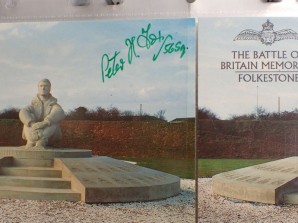 Peter H
THE BATTLE O
BRITAIN MEMOR
FOLKESTONE